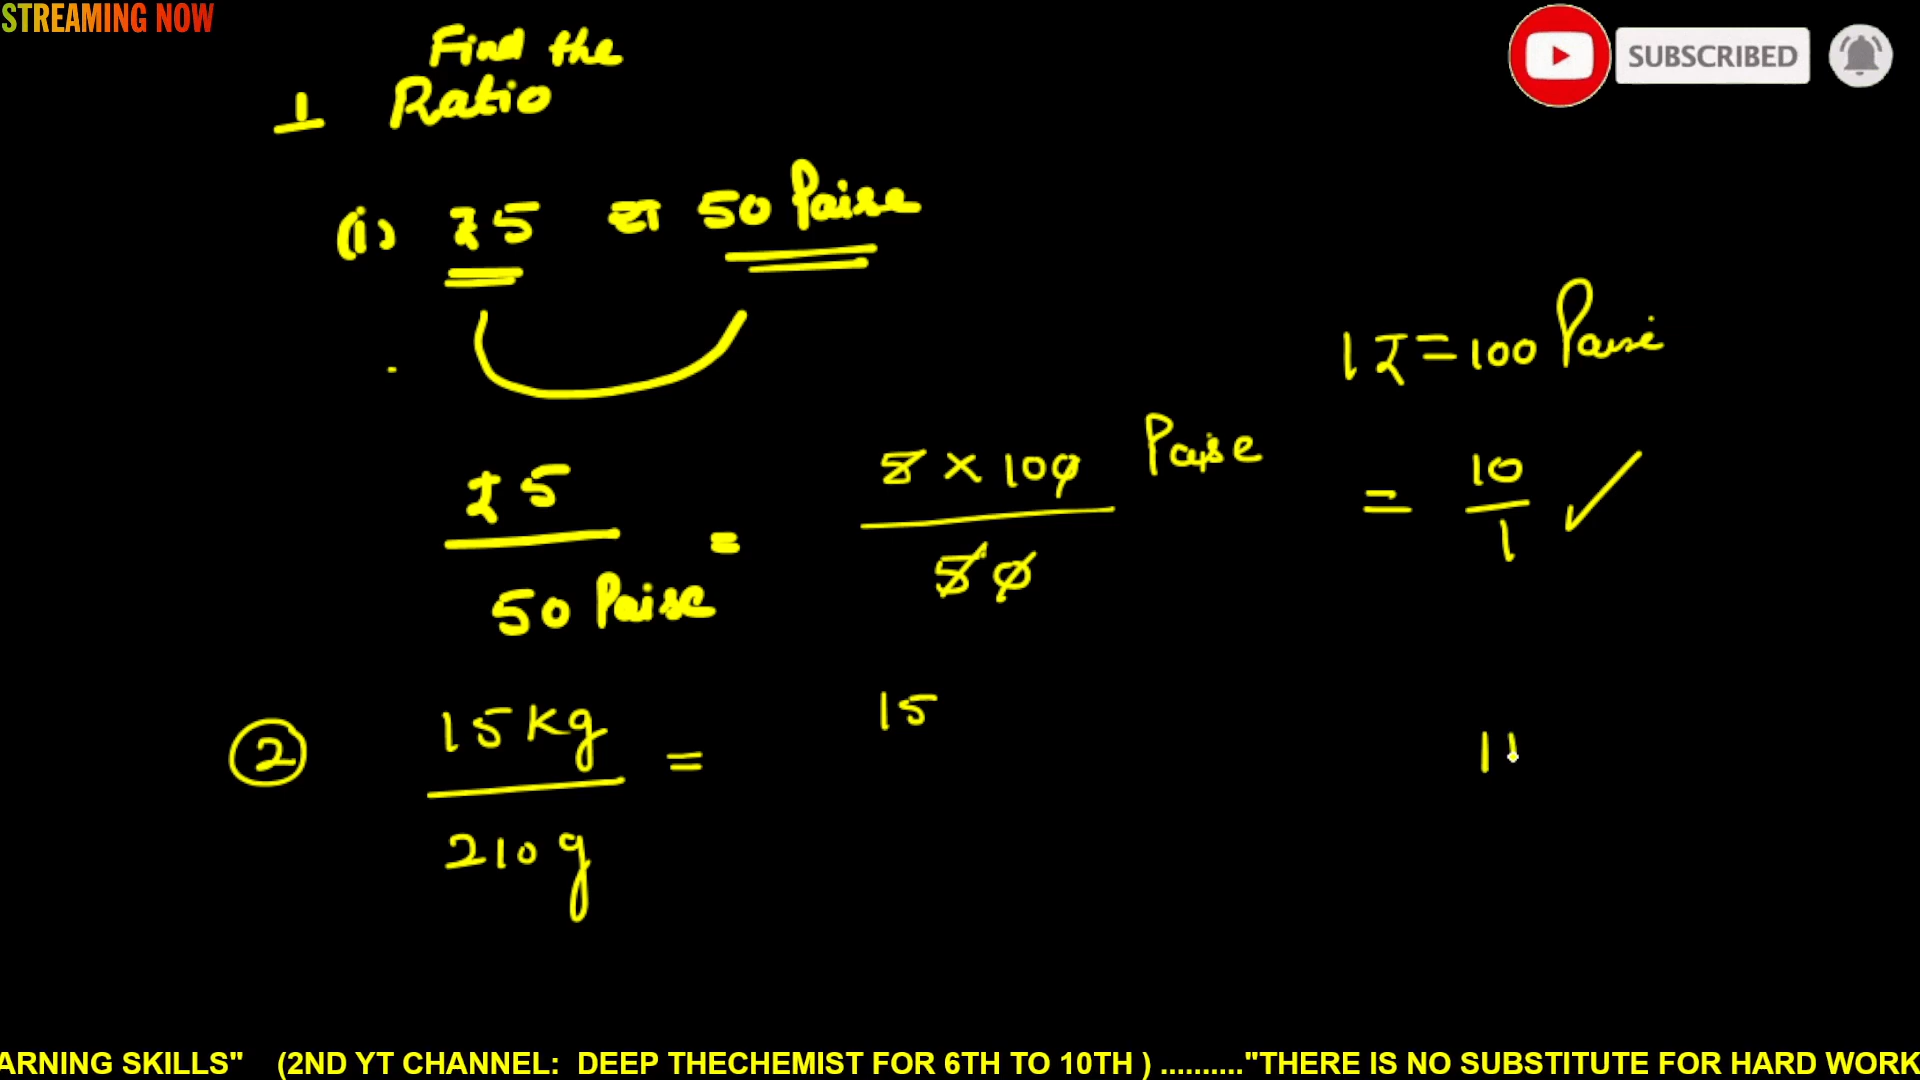 STREAMING NOW
SUBSCRIBED
Find the
1 Ratio
(i) ₹5 का 50 Paise
1 ₹ = 100 Paise
₹5 / 50 Paise = 5 × 100 Paise / 50 = 10 / 1 ✓
② 15 Kg / 210 g = 15
ARNING SKILLS" (2ND YT CHANNEL: DEEP THECHEMIST FOR 6TH TO 10TH ) .........."THERE IS NO SUBSTITUTE FOR HARD WORK